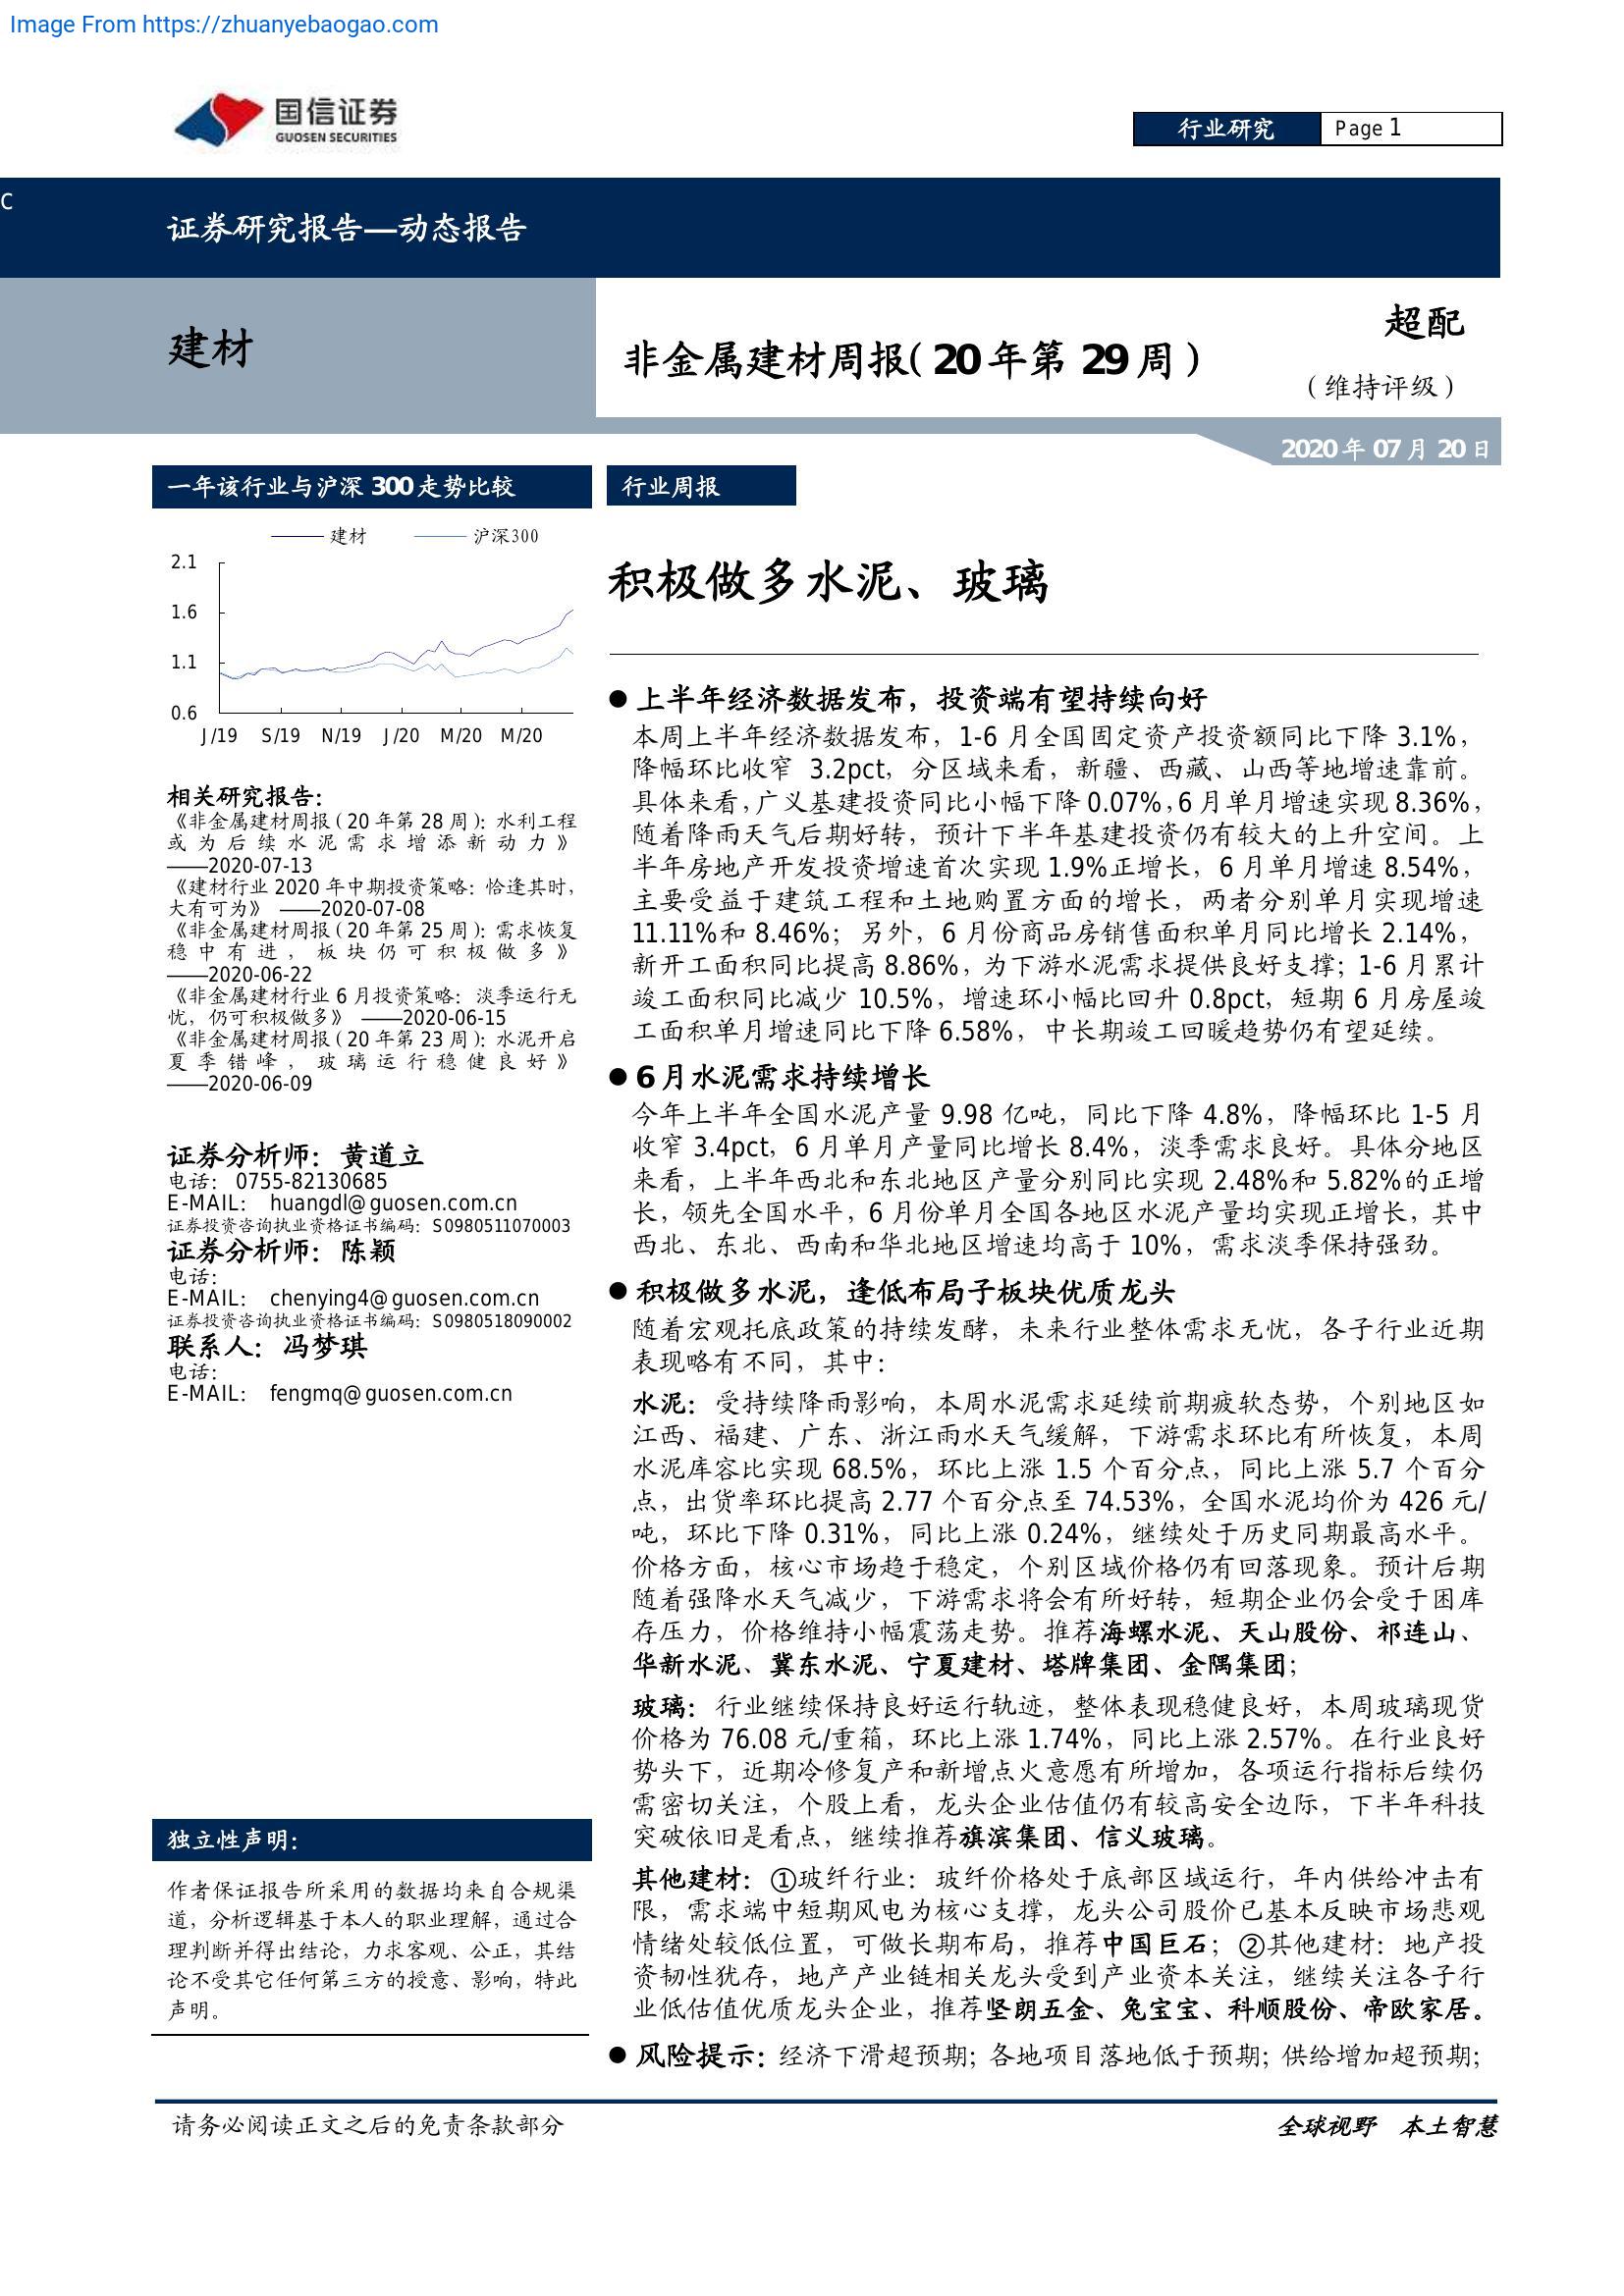 Image From https://zhuanyebaogao.com
国信证券
GUOSEN SECURITIES
行业研究
Page 1
C
证券研究报告—动态报告
建材
非金属建材周报(20年第29周)
超配
(维持评级)
2020年07月20日
一年该行业与沪深300走势比较
建材 沪深300
2.1
1.6
1.1
0.6
J/19 S/19 N/19 J/20 M/20 M/20
相关研究报告:
《非金属建材周报(20年第28周):水利工程
或为后续水泥需求增添新动力》
——2020-07-13
《建材行业2020年中期投资策略:恰逢其时,
大有可为》 ——2020-07-08
《非金属建材周报(20年第25周):需求恢复
稳中有进,板块仍可积极做多》
——2020-06-22
《非金属建材行业6月投资策略:淡季运行无
忧,仍可积极做多》 ——2020-06-15
《非金属建材周报(20年第23周):水泥开启
夏季错峰,玻璃运行稳健良好》
——2020-06-09
证券分析师:黄道立
电话: 0755-82130685
E-MAIL: huangdl@guosen.com.cn
证券投资咨询执业资格证书编码:S0980511070003
证券分析师:陈颖
电话:
E-MAIL: chenying4@guosen.com.cn
证券投资咨询执业资格证书编码:S0980518090002
联系人:冯梦琪
电话:
E-MAIL: fengmq@guosen.com.cn
独立性声明:
作者保证报告所采用的数据均来自合规渠
道,分析逻辑基于本人的职业理解,通过合
理判断并得出结论,力求客观、公正,其结
论不受其它任何第三方的授意、影响,特此
声明。
行业周报
积极做多水泥、玻璃
● 上半年经济数据发布,投资端有望持续向好
本周上半年经济数据发布,1-6月全国固定资产投资额同比下降3.1%,
降幅环比收窄 3.2pct,分区域来看,新疆、西藏、山西等地增速靠前。
具体来看,广义基建投资同比小幅下降0.07%,6月单月增速实现8.36%,
随着降雨天气后期好转,预计下半年基建投资仍有较大的上升空间。上
半年房地产开发投资增速首次实现1.9%正增长,6月单月增速8.54%,
主要受益于建筑工程和土地购置方面的增长,两者分别单月实现增速
11.11%和8.46%;另外,6月份商品房销售面积单月同比增长2.14%,
新开工面积同比提高8.86%,为下游水泥需求提供良好支撑;1-6月累计
竣工面积同比减少10.5%,增速环小幅比回升0.8pct,短期6月房屋竣
工面积单月增速同比下降6.58%,中长期竣工回暖趋势仍有望延续。
● 6月水泥需求持续增长
今年上半年全国水泥产量9.98亿吨,同比下降4.8%,降幅环比1-5月
收窄3.4pct,6月单月产量同比增长8.4%,淡季需求良好。具体分地区
来看,上半年西北和东北地区产量分别同比实现2.48%和5.82%的正增
长,领先全国水平,6月份单月全国各地区水泥产量均实现正增长,其中
西北、东北、西南和华北地区增速均高于10%,需求淡季保持强劲。
● 积极做多水泥,逢低布局子板块优质龙头
随着宏观托底政策的持续发酵,未来行业整体需求无忧,各子行业近期
表现略有不同,其中:
水泥:受持续降雨影响,本周水泥需求延续前期疲软态势,个别地区如
江西、福建、广东、浙江雨水天气缓解,下游需求环比有所恢复,本周
水泥库容比实现68.5%,环比上涨1.5个百分点,同比上涨5.7个百分
点,出货率环比提高2.77个百分点至74.53%,全国水泥均价为426元/
吨,环比下降0.31%,同比上涨0.24%,继续处于历史同期最高水平。
价格方面,核心市场趋于稳定,个别区域价格仍有回落现象。预计后期
随着强降水天气减少,下游需求将会有所好转,短期企业仍会受于困库
存压力,价格维持小幅震荡走势。推荐海螺水泥、天山股份、祁连山、
华新水泥、冀东水泥、宁夏建材、塔牌集团、金隅集团;
玻璃:行业继续保持良好运行轨迹,整体表现稳健良好,本周玻璃现货
价格为76.08元/重箱,环比上涨1.74%,同比上涨2.57%。在行业良好
势头下,近期冷修复产和新增点火意愿有所增加,各项运行指标后续仍
需密切关注,个股上看,龙头企业估值仍有较高安全边际,下半年科技
突破依旧是看点,继续推荐旗滨集团、信义玻璃。
其他建材:①玻纤行业:玻纤价格处于底部区域运行,年内供给冲击有
限,需求端中短期风电为核心支撑,龙头公司股价已基本反映市场悲观
情绪处较低位置,可做长期布局,推荐中国巨石;②其他建材:地产投
资韧性犹存,地产产业链相关龙头受到产业资本关注,继续关注各子行
业低估值优质龙头企业,推荐坚朗五金、兔宝宝、科顺股份、帝欧家居。
● 风险提示:经济下滑超预期;各地项目落地低于预期;供给增加超预期;
请务必阅读正文之后的免责条款部分
全球视野 本土智慧